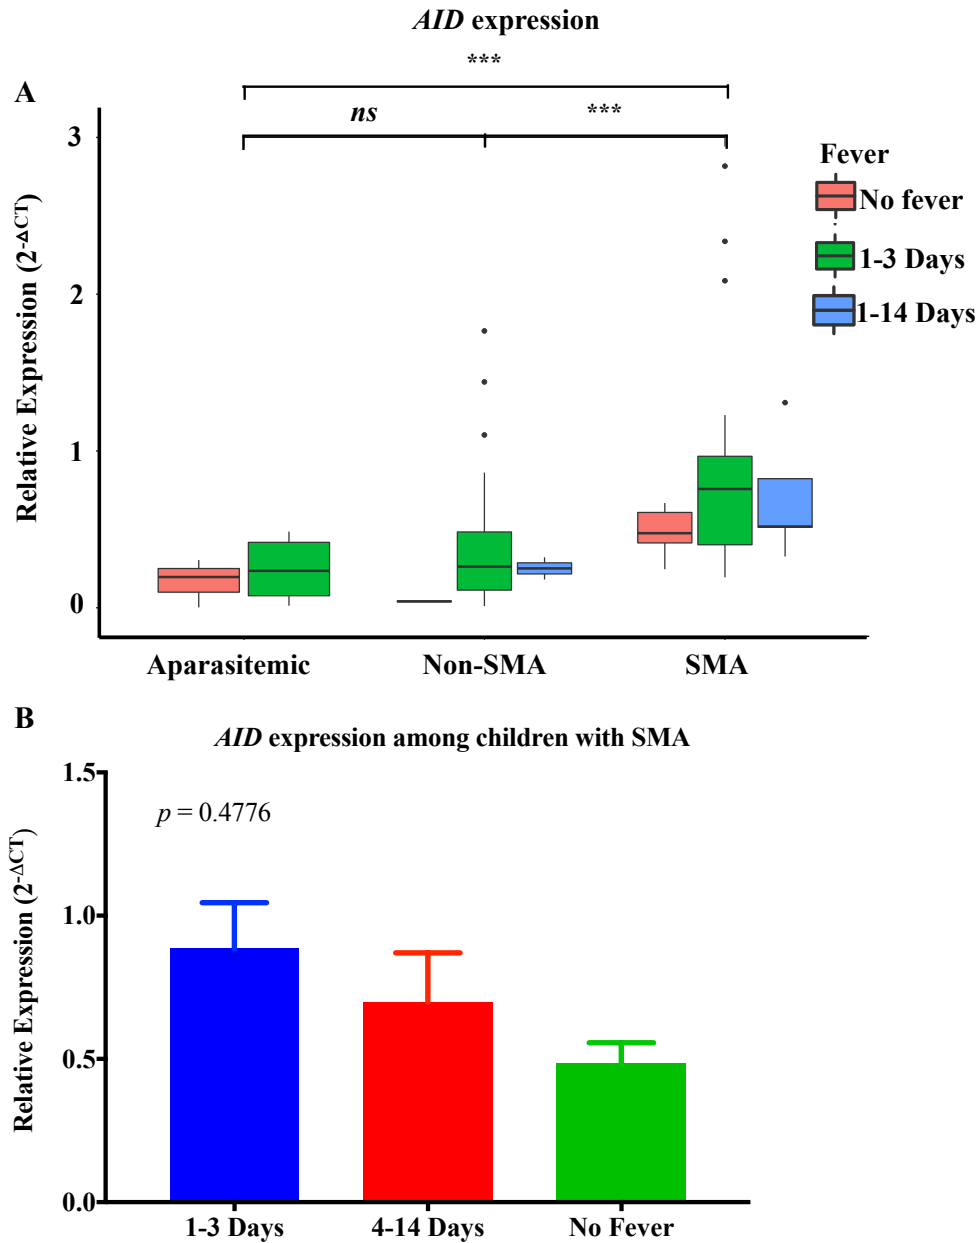 AID expression
***
A
ns
***
3
Fever
No fever
1-3 Days
1-14 Days
2
1
0
Relative Expression (2-ΔCT)
Aparasitemic
Non-SMA
SMA
B
AID expression among children with SMA
1.5
p = 0.4776
1.0
0.5
0.0
Relative Expression (2-ΔCT)
1-3 Days
4-14 Days
No Fever